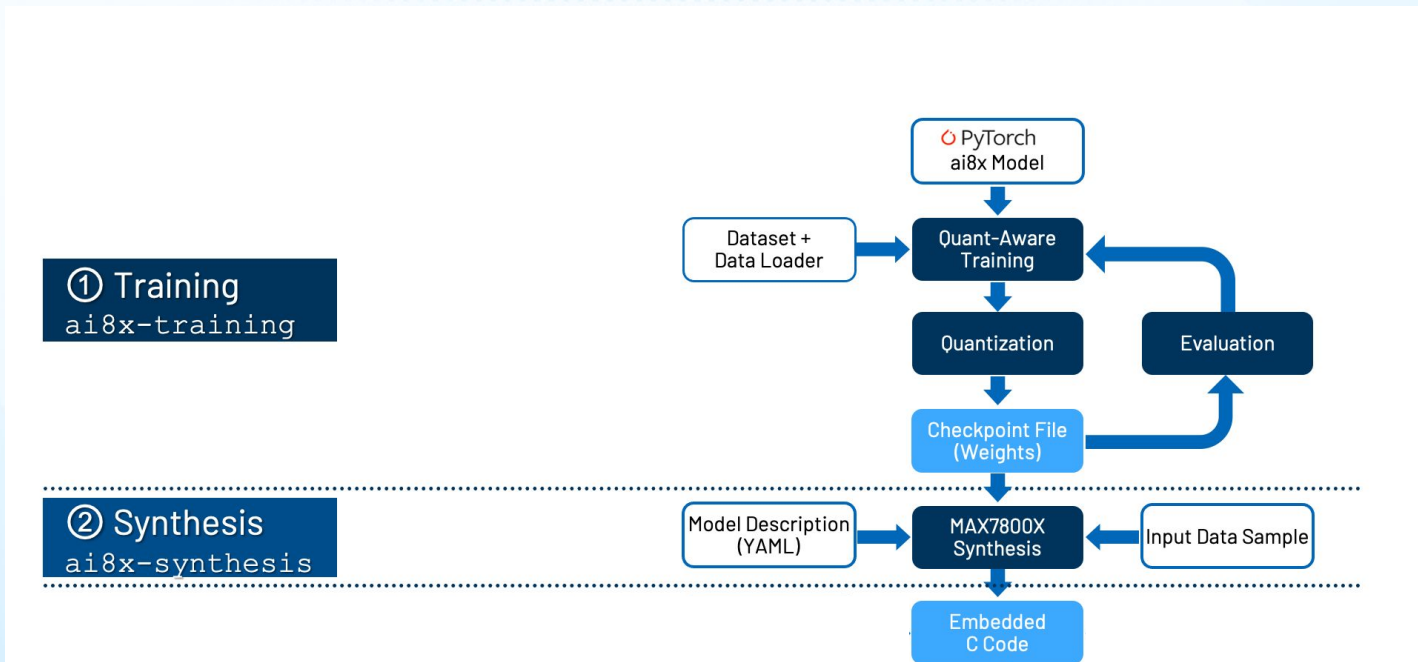 PyTorch
ai8x Model
Dataset +
Data Loader
Quant-Aware
Training
① Training
ai8x-training
Quantization
Evaluation
Checkpoint File
(Weights)
② Synthesis
ai8x-synthesis
Model Description
(YAML)
MAX7800X
Synthesis
Input Data Sample
Embedded
C Code